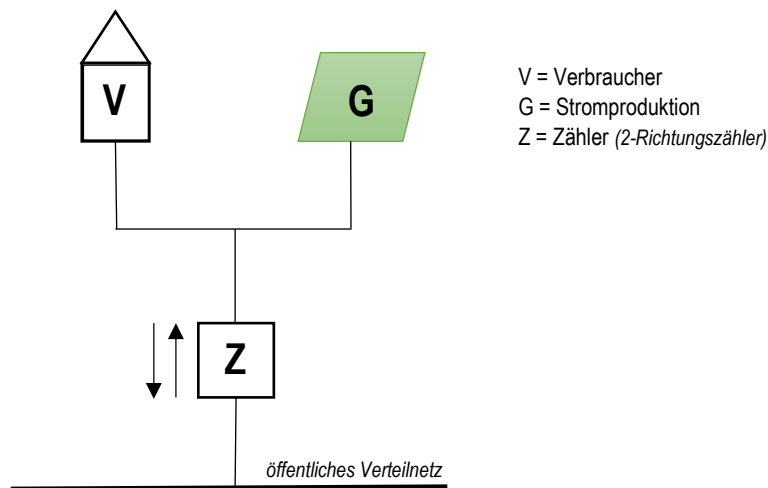 V
G
V = Verbraucher
G = Stromproduktion
Z = Zähler (2-Richtungszähler)
Z
öffentliches Verteilnetz